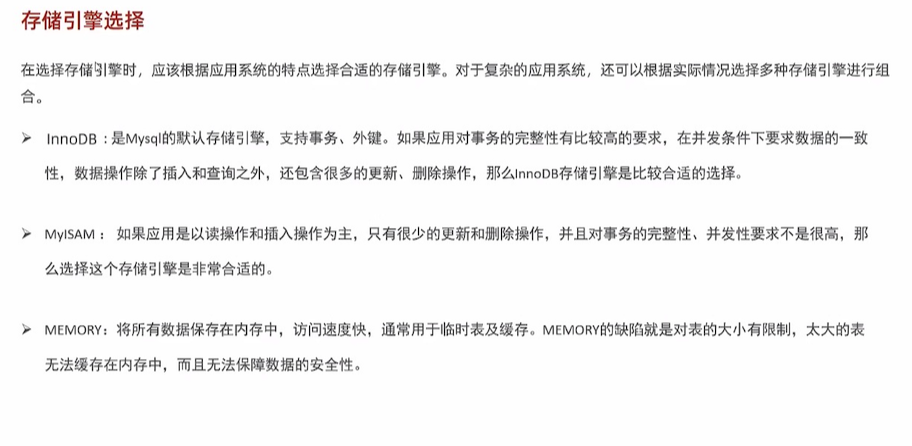 存储引擎选择
在选择存储引擎时，应该根据应用系统的特点选择合适的存储引擎。对于复杂的应用系统，还可以根据实际情况选择多种存储引擎进行组
合。
➢ InnoDB：是Mysql的默认存储引擎，支持事务、外键。如果应用对事务的完整性有比较高的要求，在并发条件下要求数据的一致
性，数据操作除了插入和查询之外，还包含很多的更新、删除操作，那么InnoDB存储引擎是比较合适的选择。
➢ MyISAM： 如果应用是以读操作和插入操作为主，只有很少的更新和删除操作，并且对事务的完整性、并发性要求不是很高，那
么选择这个存储引擎是非常合适的。
➢ MEMORY：将所有数据保存在内存中，访问速度快，通常用于临时表及缓存。MEMORY的缺陷就是对表的大小有限制，太大的表
无法缓存在内存中，而且无法保障数据的安全性。